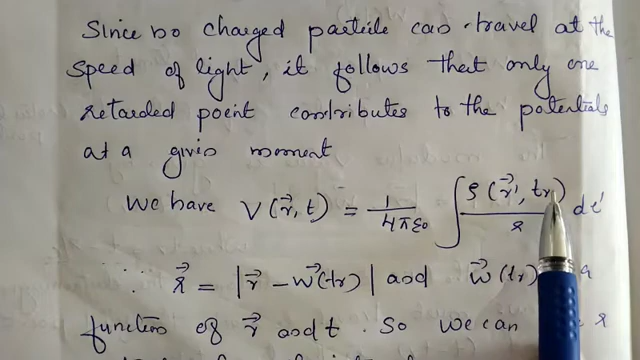 Since no charged particle can travel at the
speed of light, it follows that only one
retarded point contributes to the potentials
at a givin moment
We have V(r⃗, t) = 1/4πε₀ ∫ ρ(r⃗', tr)/r dτ'
∵ r⃗ = |r⃗ - w⃗(tr)| and w⃗(tr)
function of r⃗ and t. So we can r